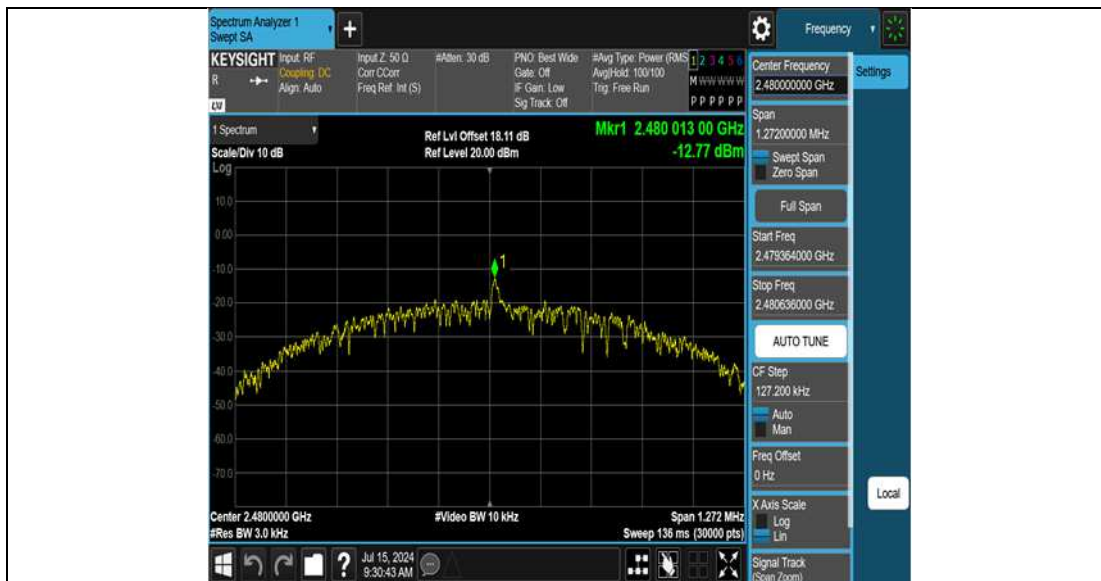 Spectrum Analyzer 1
Swept SA
+
Frequency
KEYSIGHT
R
Input: RF
Coupling: DC
Align: Auto
Input Z: 50 Ω
Corr CCorr
Freq Ref: Int (S)
#Atten: 30 dB
PNO: Best Wide
Gate: Off
IF Gain: Low
Sig Track: Off
#Avg Type: Power (RMS
Avg|Hold: 100/100
Trig: Free Run
1 2 3 4 5 6
M W W W W W
P P P P P P
1 Spectrum
Scale/Div 10 dB
Ref Lvl Offset 18.11 dB
Ref Level 20.00 dBm
Mkr1 2.480 013 00 GHz
-12.77 dBm
Log
10.0
0.00
-10.0
-20.0
-30.0
-40.0
-50.0
-60.0
-70.0
1
Center 2.4800000 GHz
#Res BW 3.0 kHz
#Video BW 10 kHz
Span 1.272 MHz
Sweep 136 ms (30000 pts)
Jul 15, 2024
9:30:43 AM
?
Center Frequency
2.480000000 GHz
Settings
Span
1.27200000 MHz
Swept Span
Zero Span
Full Span
Start Freq
2.479364000 GHz
Stop Freq
2.480636000 GHz
AUTO TUNE
CF Step
127.200 kHz
Auto
Man
Freq Offset
0 Hz
X Axis Scale
Log
Lin
Local
Signal Track
(Span Zoom)